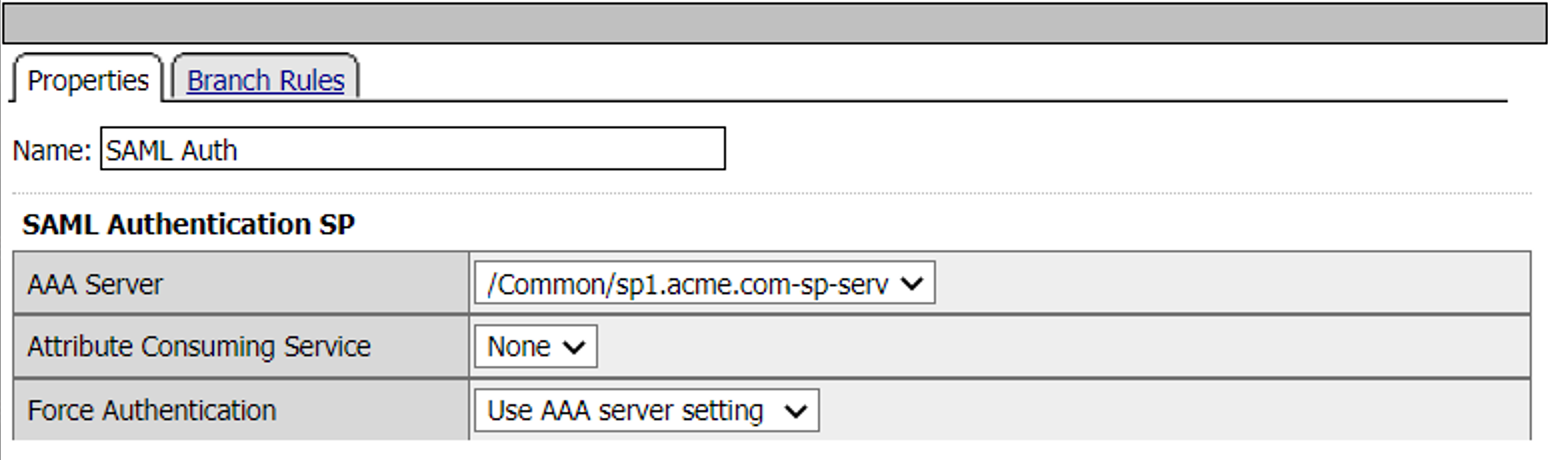 Properties Branch Rules
Name: SAML Auth
SAML Authentication SP
AAA Server /Common/sp1.acme.com-sp-serv
Attribute Consuming Service None
Force Authentication Use AAA server setting